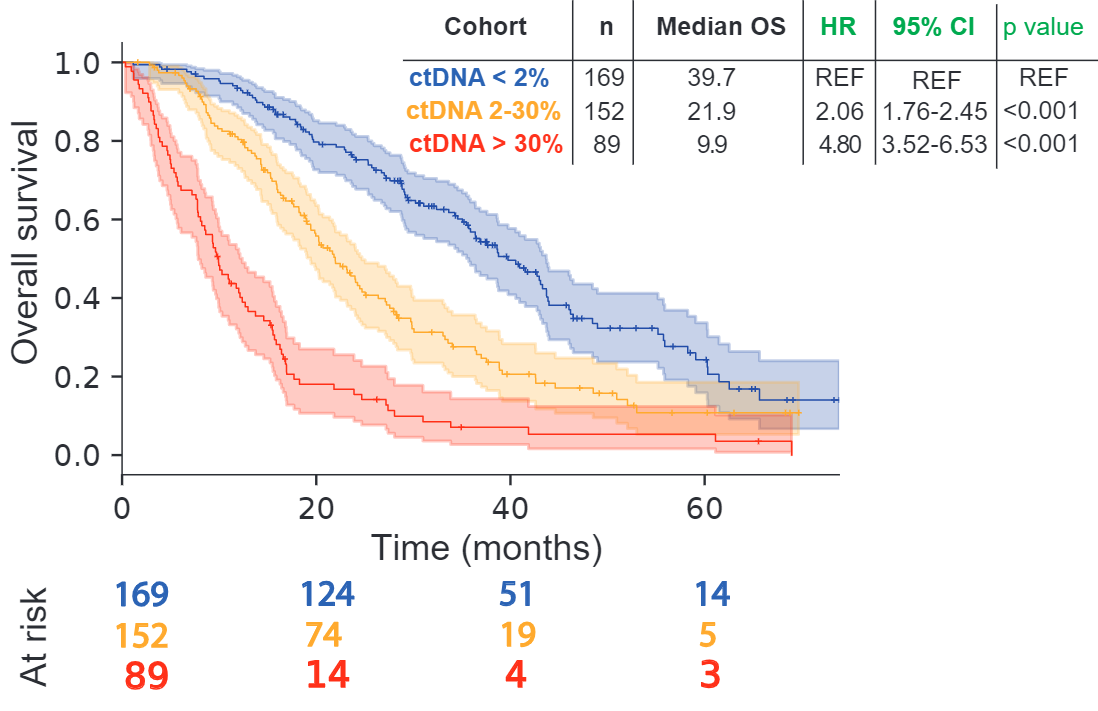 Cohort n Median OS HR 95% CI p value
ctDNA < 2% 169 39.7 REF REF REF
ctDNA 2-30% 152 21.9 2.06 1.76-2.45 <0.001
ctDNA > 30% 89 9.9 4.80 3.52-6.53 <0.001
Overall survival
1.0
0.8
0.6
0.4
0.2
0.0
0 20 40 60
Time (months)
At risk
169 124 51 14
152 74 19 5
89 14 4 3